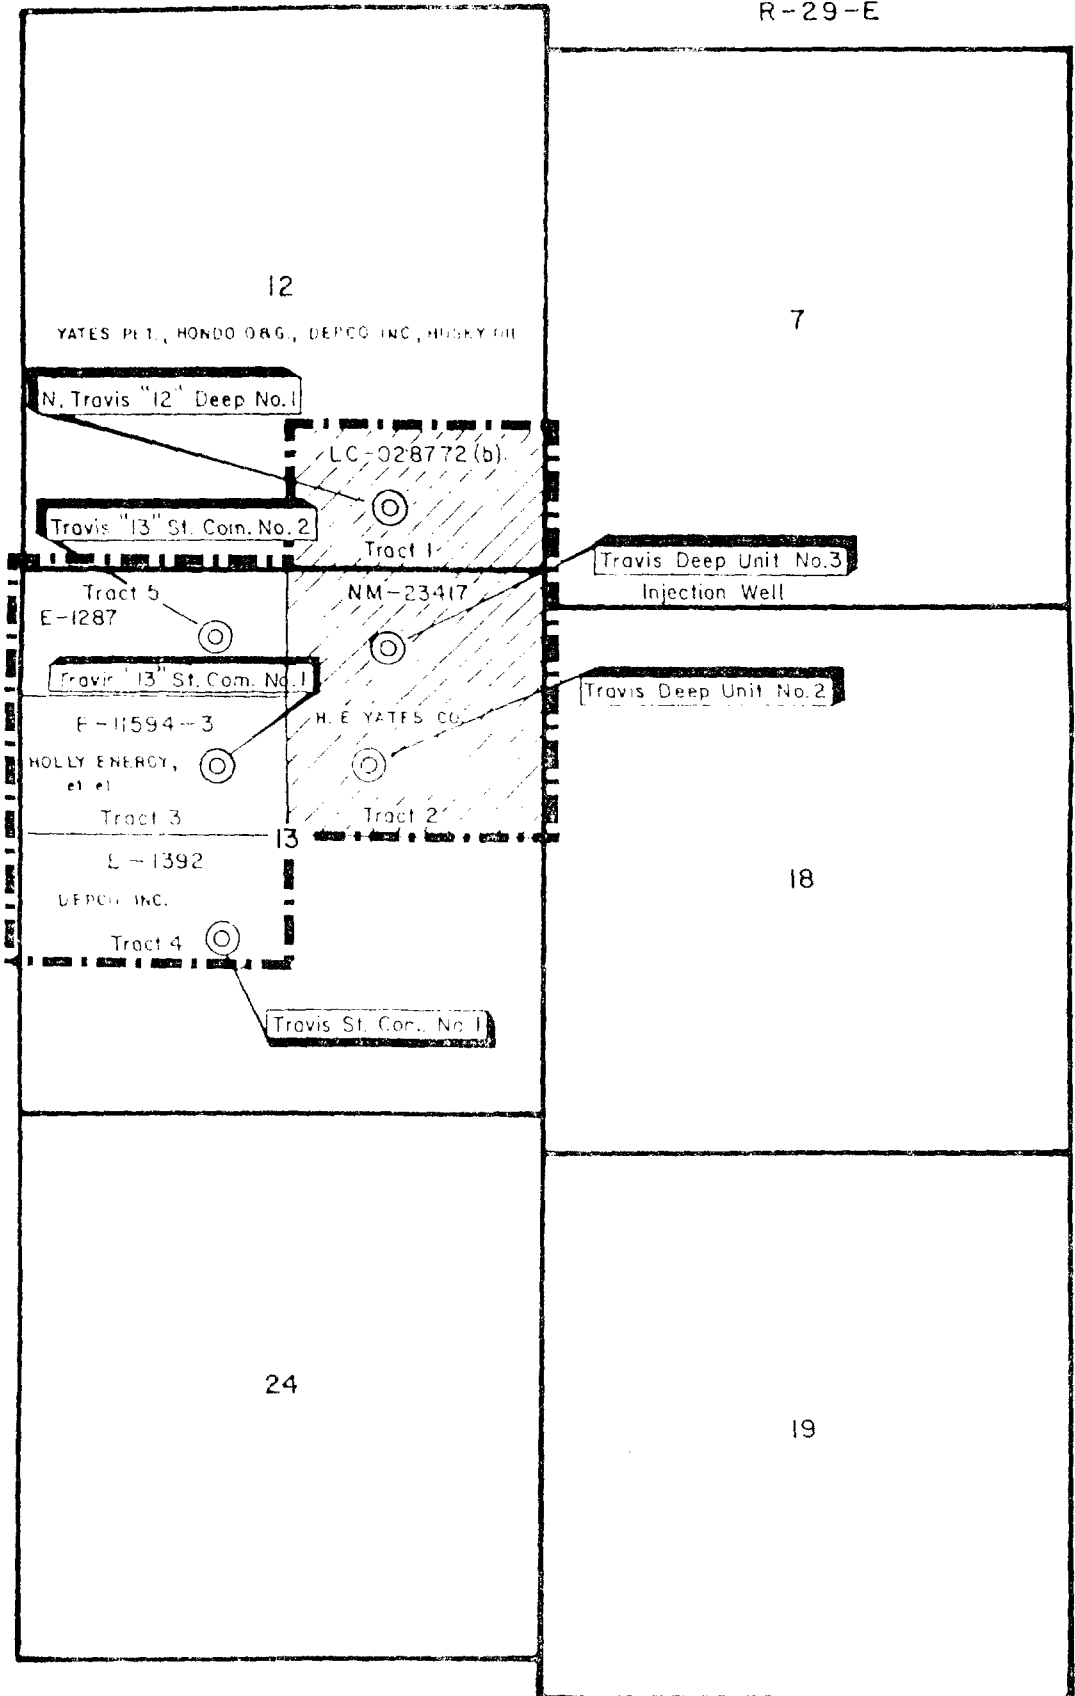 R-29-E
12
7
YATES PET., HONDO O&G., DEPCO INC, HUSKY OIL
N. Travis "12" Deep No. 1
LC-028772(b)
Travis "13" St. Com. No. 2
Tract 1
Travis Deep Unit No. 3
Injection Well
Tract 5
E-1287
NM-23417
Travis "13" St. Com. No. 1
Travis Deep Unit No. 2
11594-3
H. E YATES CO.
HOLLY ENERGY,
et al
Tract 3
Tract 2
13
1392
DEPCO INC.
18
Tract 4
Travis St. Com. No 1
24
19